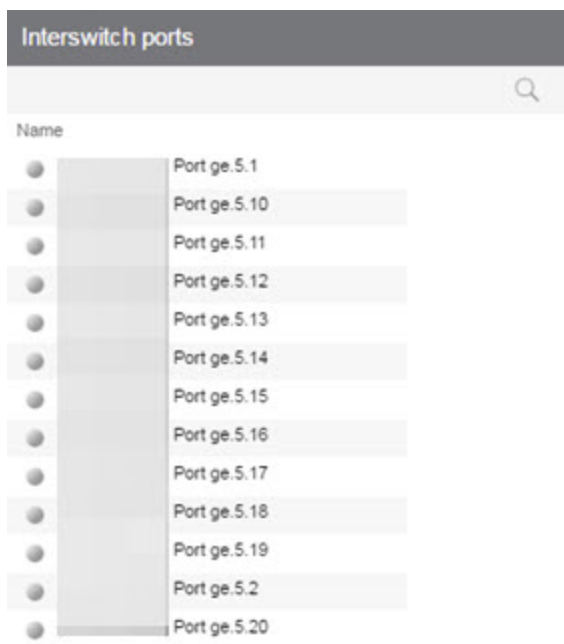 Interswitch ports
Name
Port ge.5.1
Port ge.5.10
Port ge.5.11
Port ge.5.12
Port ge.5.13
Port ge.5.14
Port ge.5.15
Port ge.5.16
Port ge.5.17
Port ge.5.18
Port ge.5.19
Port ge.5.2
Port ge.5.20